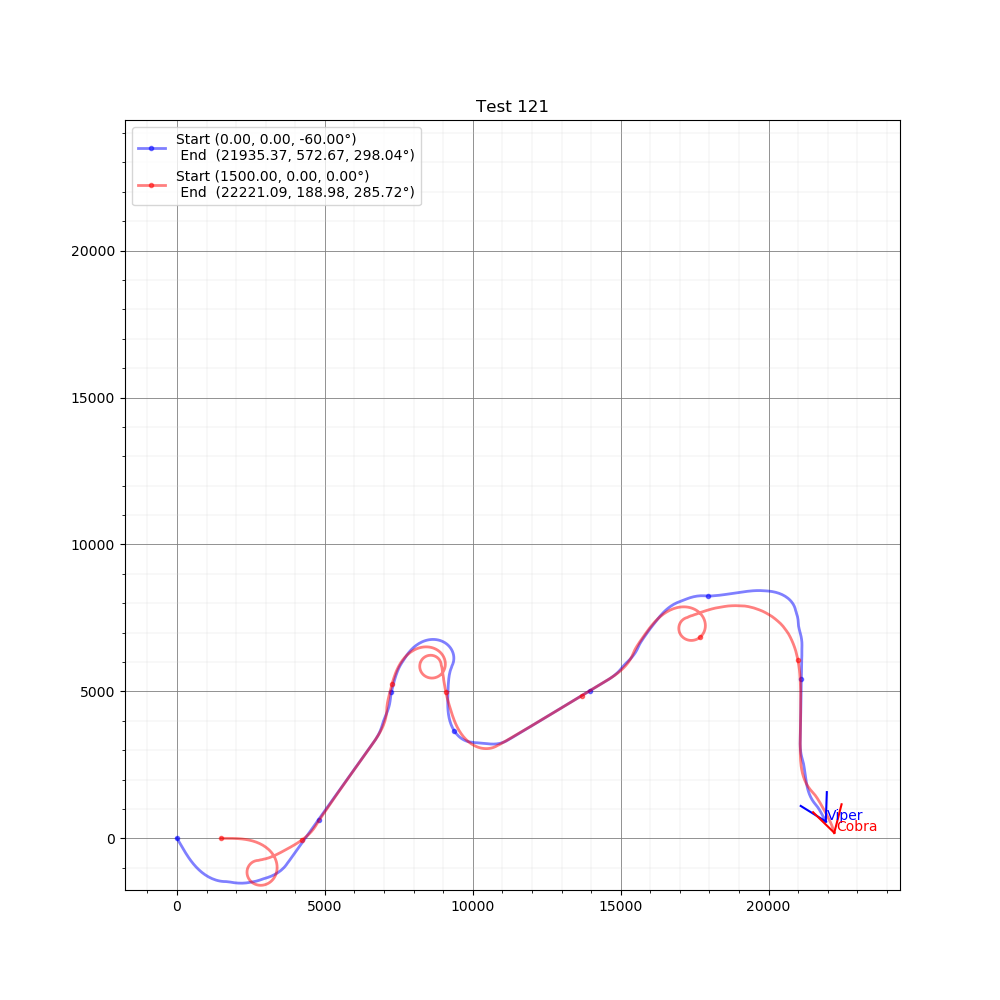 Test 121
Start (0.00, 0.00, -60.00°)
End (21935.37, 572.67, 298.04°)
Start (1500.00, 0.00, 0.00°)
End (22221.09, 188.98, 285.72°)
20000
15000
10000
5000
0
Viper
Cobra
0 5000 10000 15000 20000